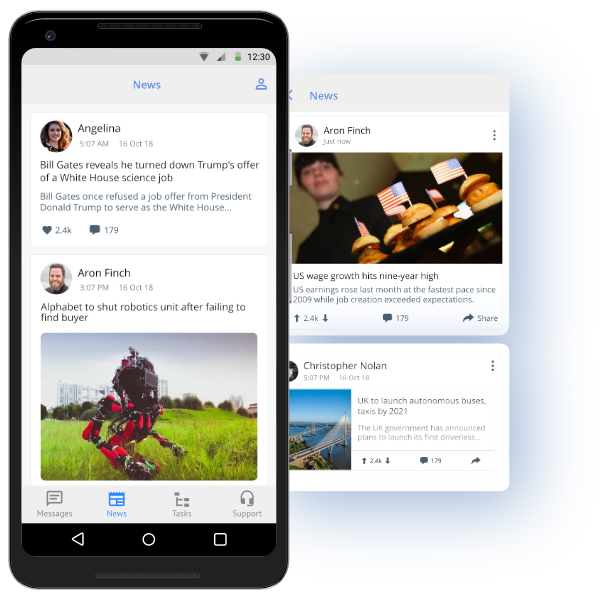 12:30
News
Angelina
5:07 AM 16 Oct 18
Bill Gates reveals he turned down Trump's offer
of a White House science job
Bill Gates once refused a job offer from President
Donald Trump to serve as the White House...
2.4k 179
Aron Finch
3:07 PM 16 Oct 18
Alphabet to shut robotics unit after failing to
find buyer
Messages News Tasks Support
News
Aron Finch
Just now
US wage growth hits nine-year high
US earnings rose last month at the fastest pace since
2009 while job creation exceeded expectations.
2.4k 179 Share
Christopher Nolan
5:07 PM 16 Oct 18
UK to launch autonomous buses,
taxis by 2021
The UK government has announced
plans to launch its first driverless...
2.4k 179